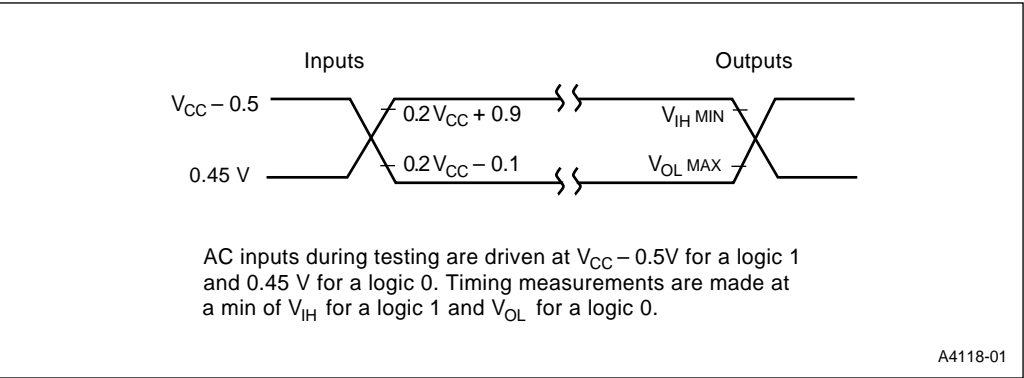 Inputs Outputs
VCC – 0.5
0.2 VCC + 0.9 VIH MIN
0.45 V 0.2 VCC – 0.1 VOL MAX
AC inputs during testing are driven at VCC – 0.5V for a logic 1
and 0.45 V for a logic 0. Timing measurements are made at
a min of VIH for a logic 1 and VOL for a logic 0.
A4118-01